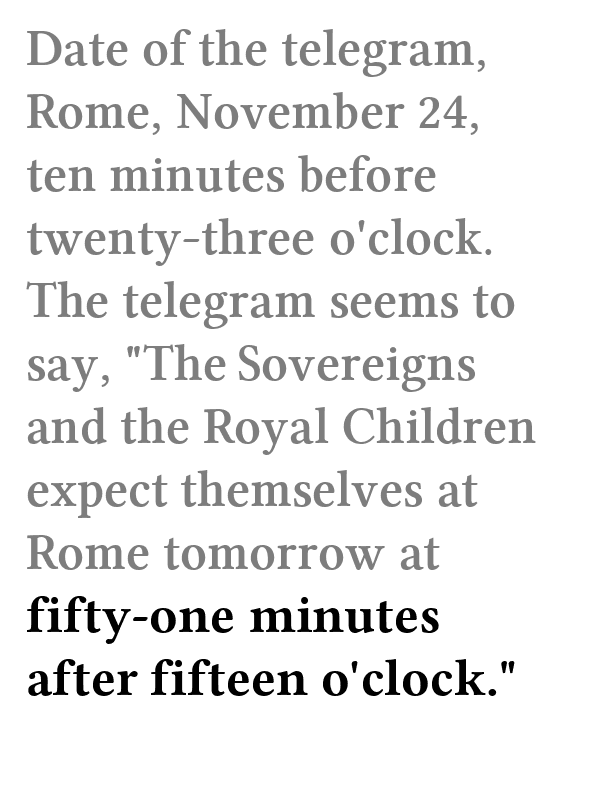 Date of the telegram,
Rome, November 24,
ten minutes before
twenty-three o'clock.
The telegram seems to
say, "The Sovereigns
and the Royal Children
expect themselves at
Rome tomorrow at
fifty-one minutes
after fifteen o'clock."